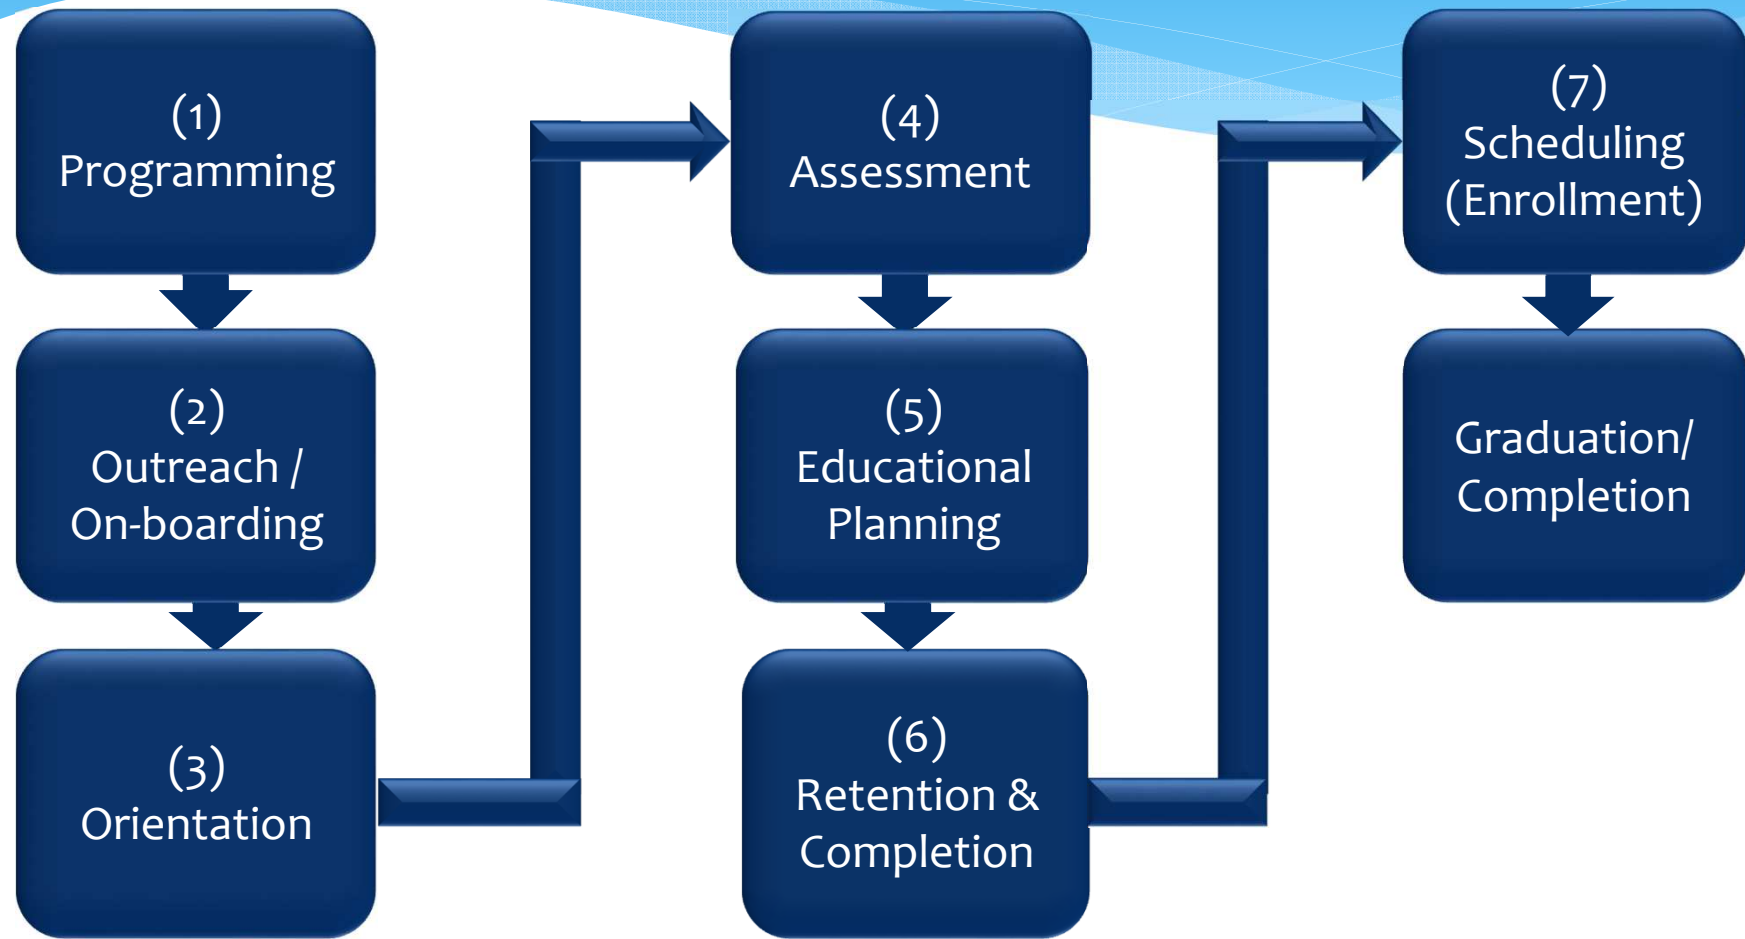 (1)
Programming
(2)
Outreach /
On-boarding
(3)
Orientation
(4)
Assessment
(5)
Educational
Planning
(6)
Retention &
Completion
(7)
Scheduling
(Enrollment)
Graduation/
Completion